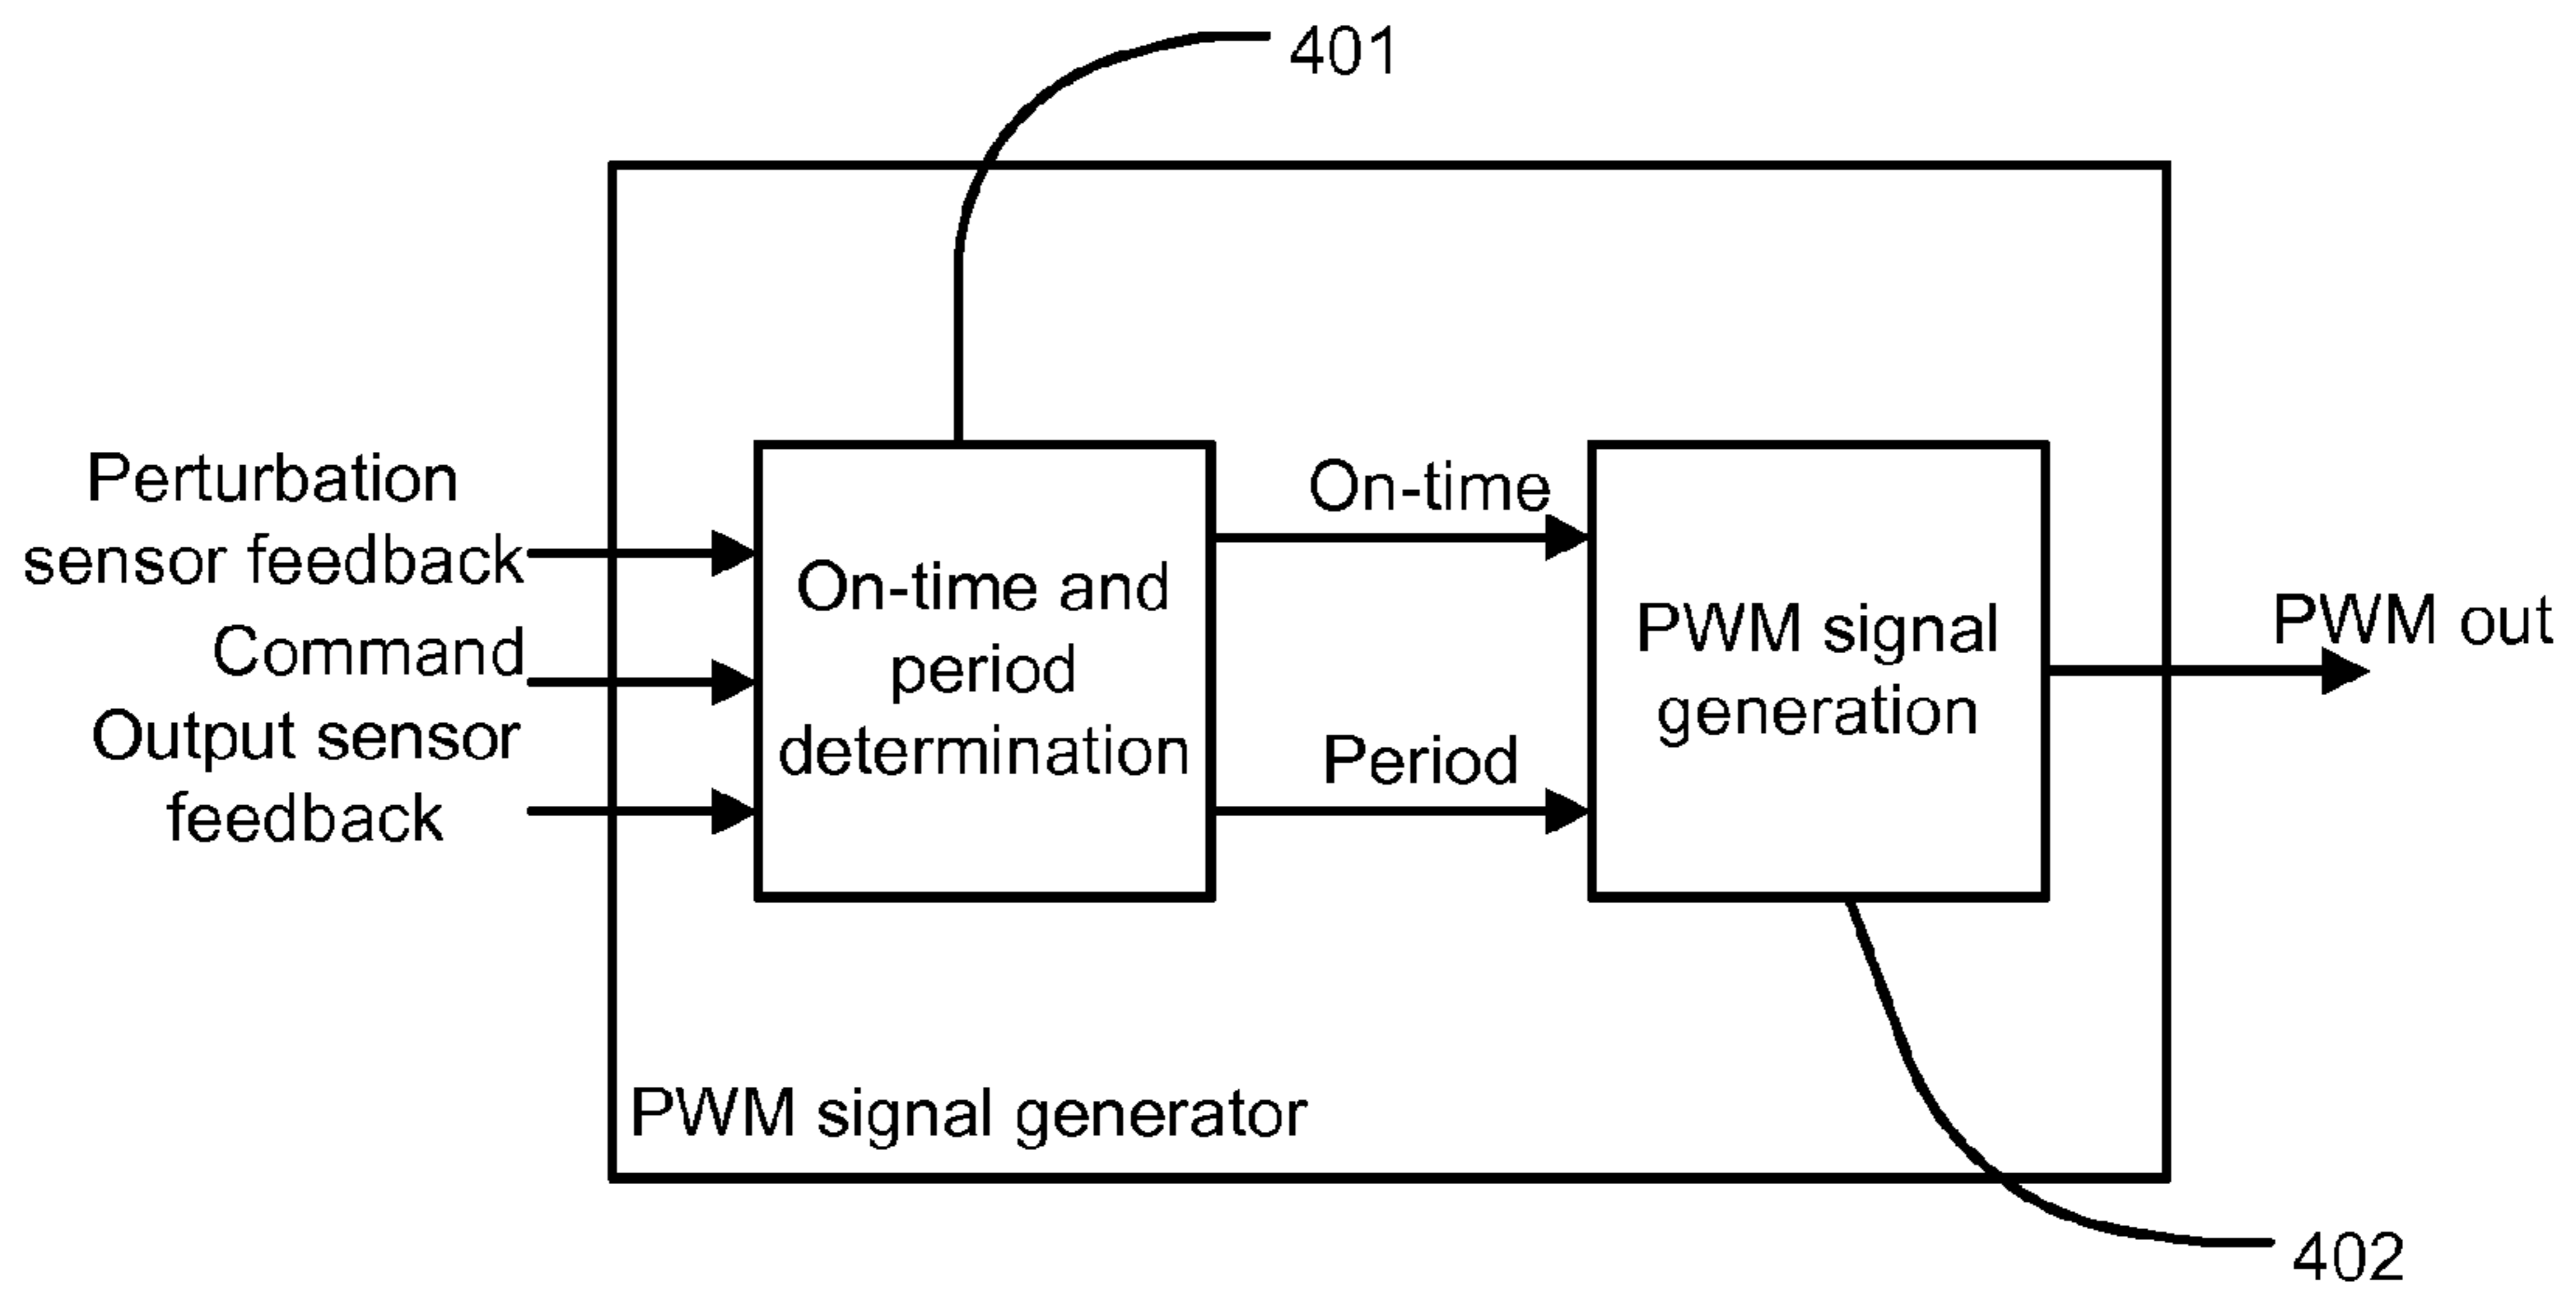 401
Perturbation
sensor feedback
Command
Output sensor
feedback
On-time and
period
determination
On-time
Period
PWM signal
generation
PWM out
PWM signal generator
402